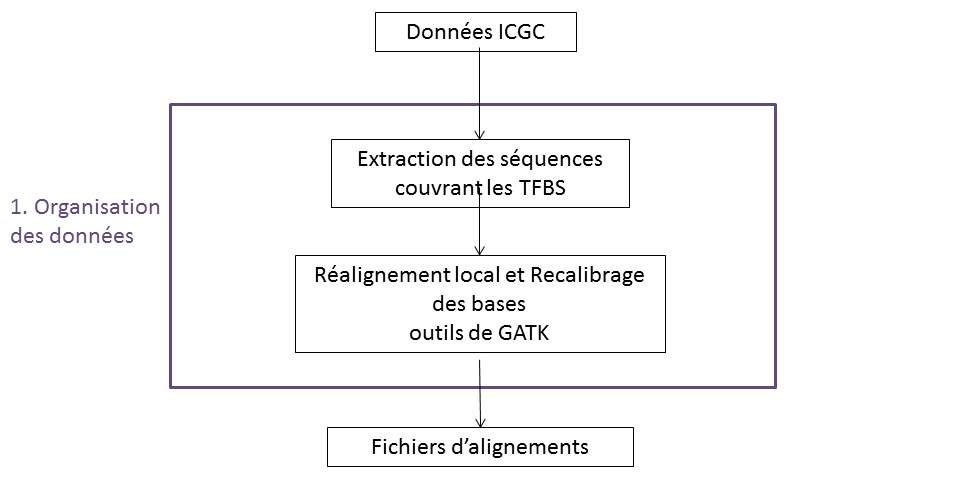 Données ICGC
Extraction des séquences
couvrant les TFBS
1. Organisation
des données
Réalignement local et Recalibrage
des bases
outils de GATK
Fichiers d’alignements